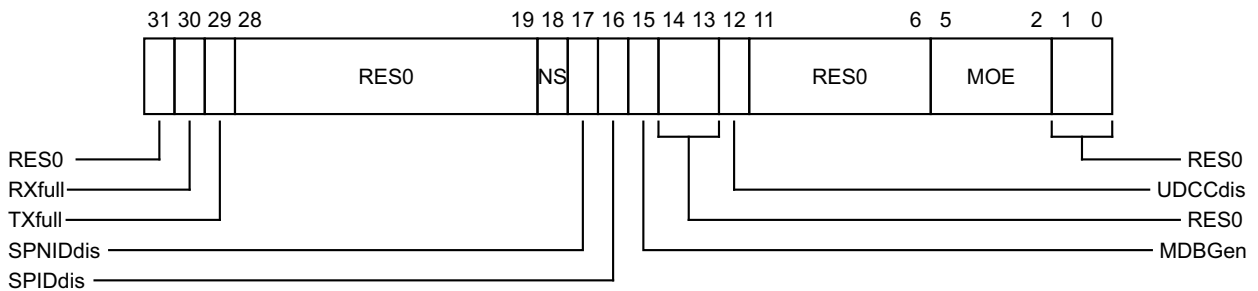 31 30 29 28 19 18 17 16 15 14 13 12 11 6 5 2 1 0
RES0 NS RES0 MOE
RES0 RES0
RXfull UDCCdis
TXfull RES0
SPNIDdis MDBGen
SPIDdis